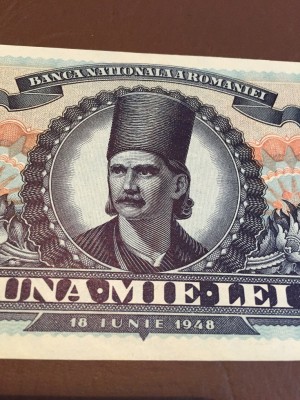 BANCA NATIONALA A ROMANIEI
UNA·MIE·LEI
18 IUNIE 1948